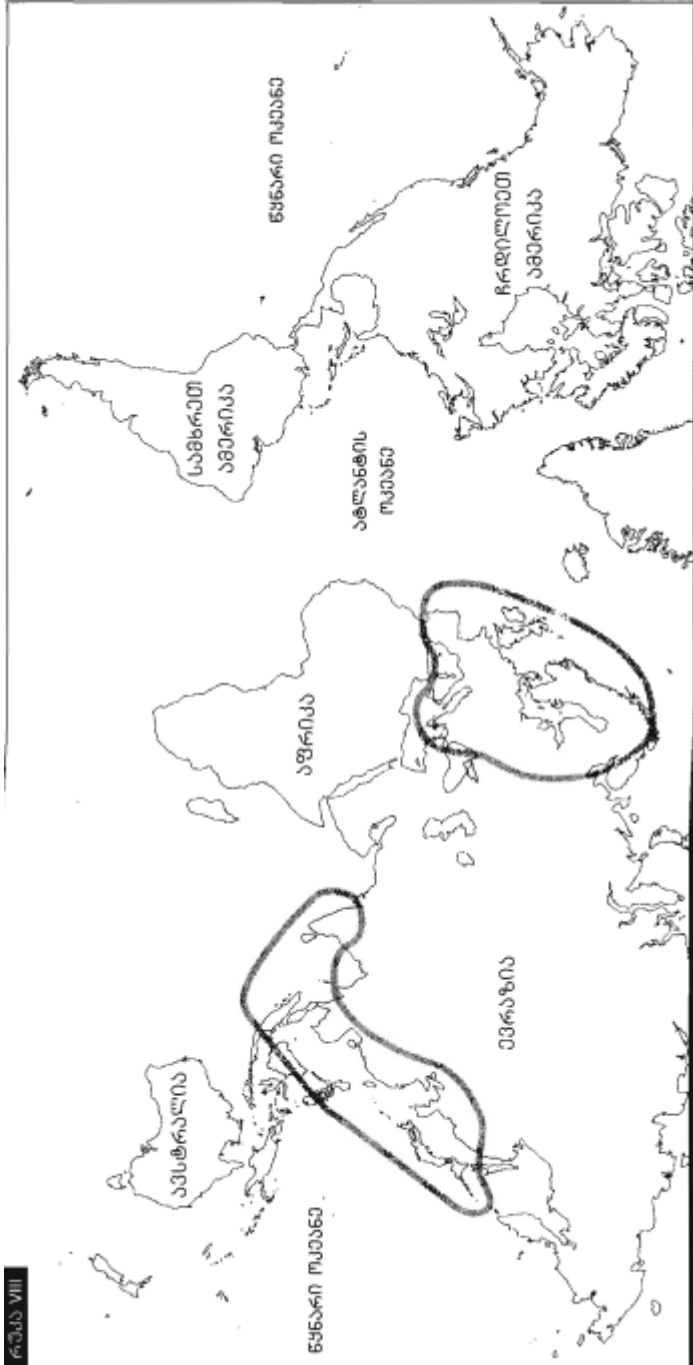 რუკა VIII
წყნარი ოკეანე
ჩრდილოეთ
ამერიკა
სამხრეთ
ამერიკა
ატლანტის
ოკეანე
აფრიკა
ევრაზია
ავსტრალია
წყნარი ოკეანე